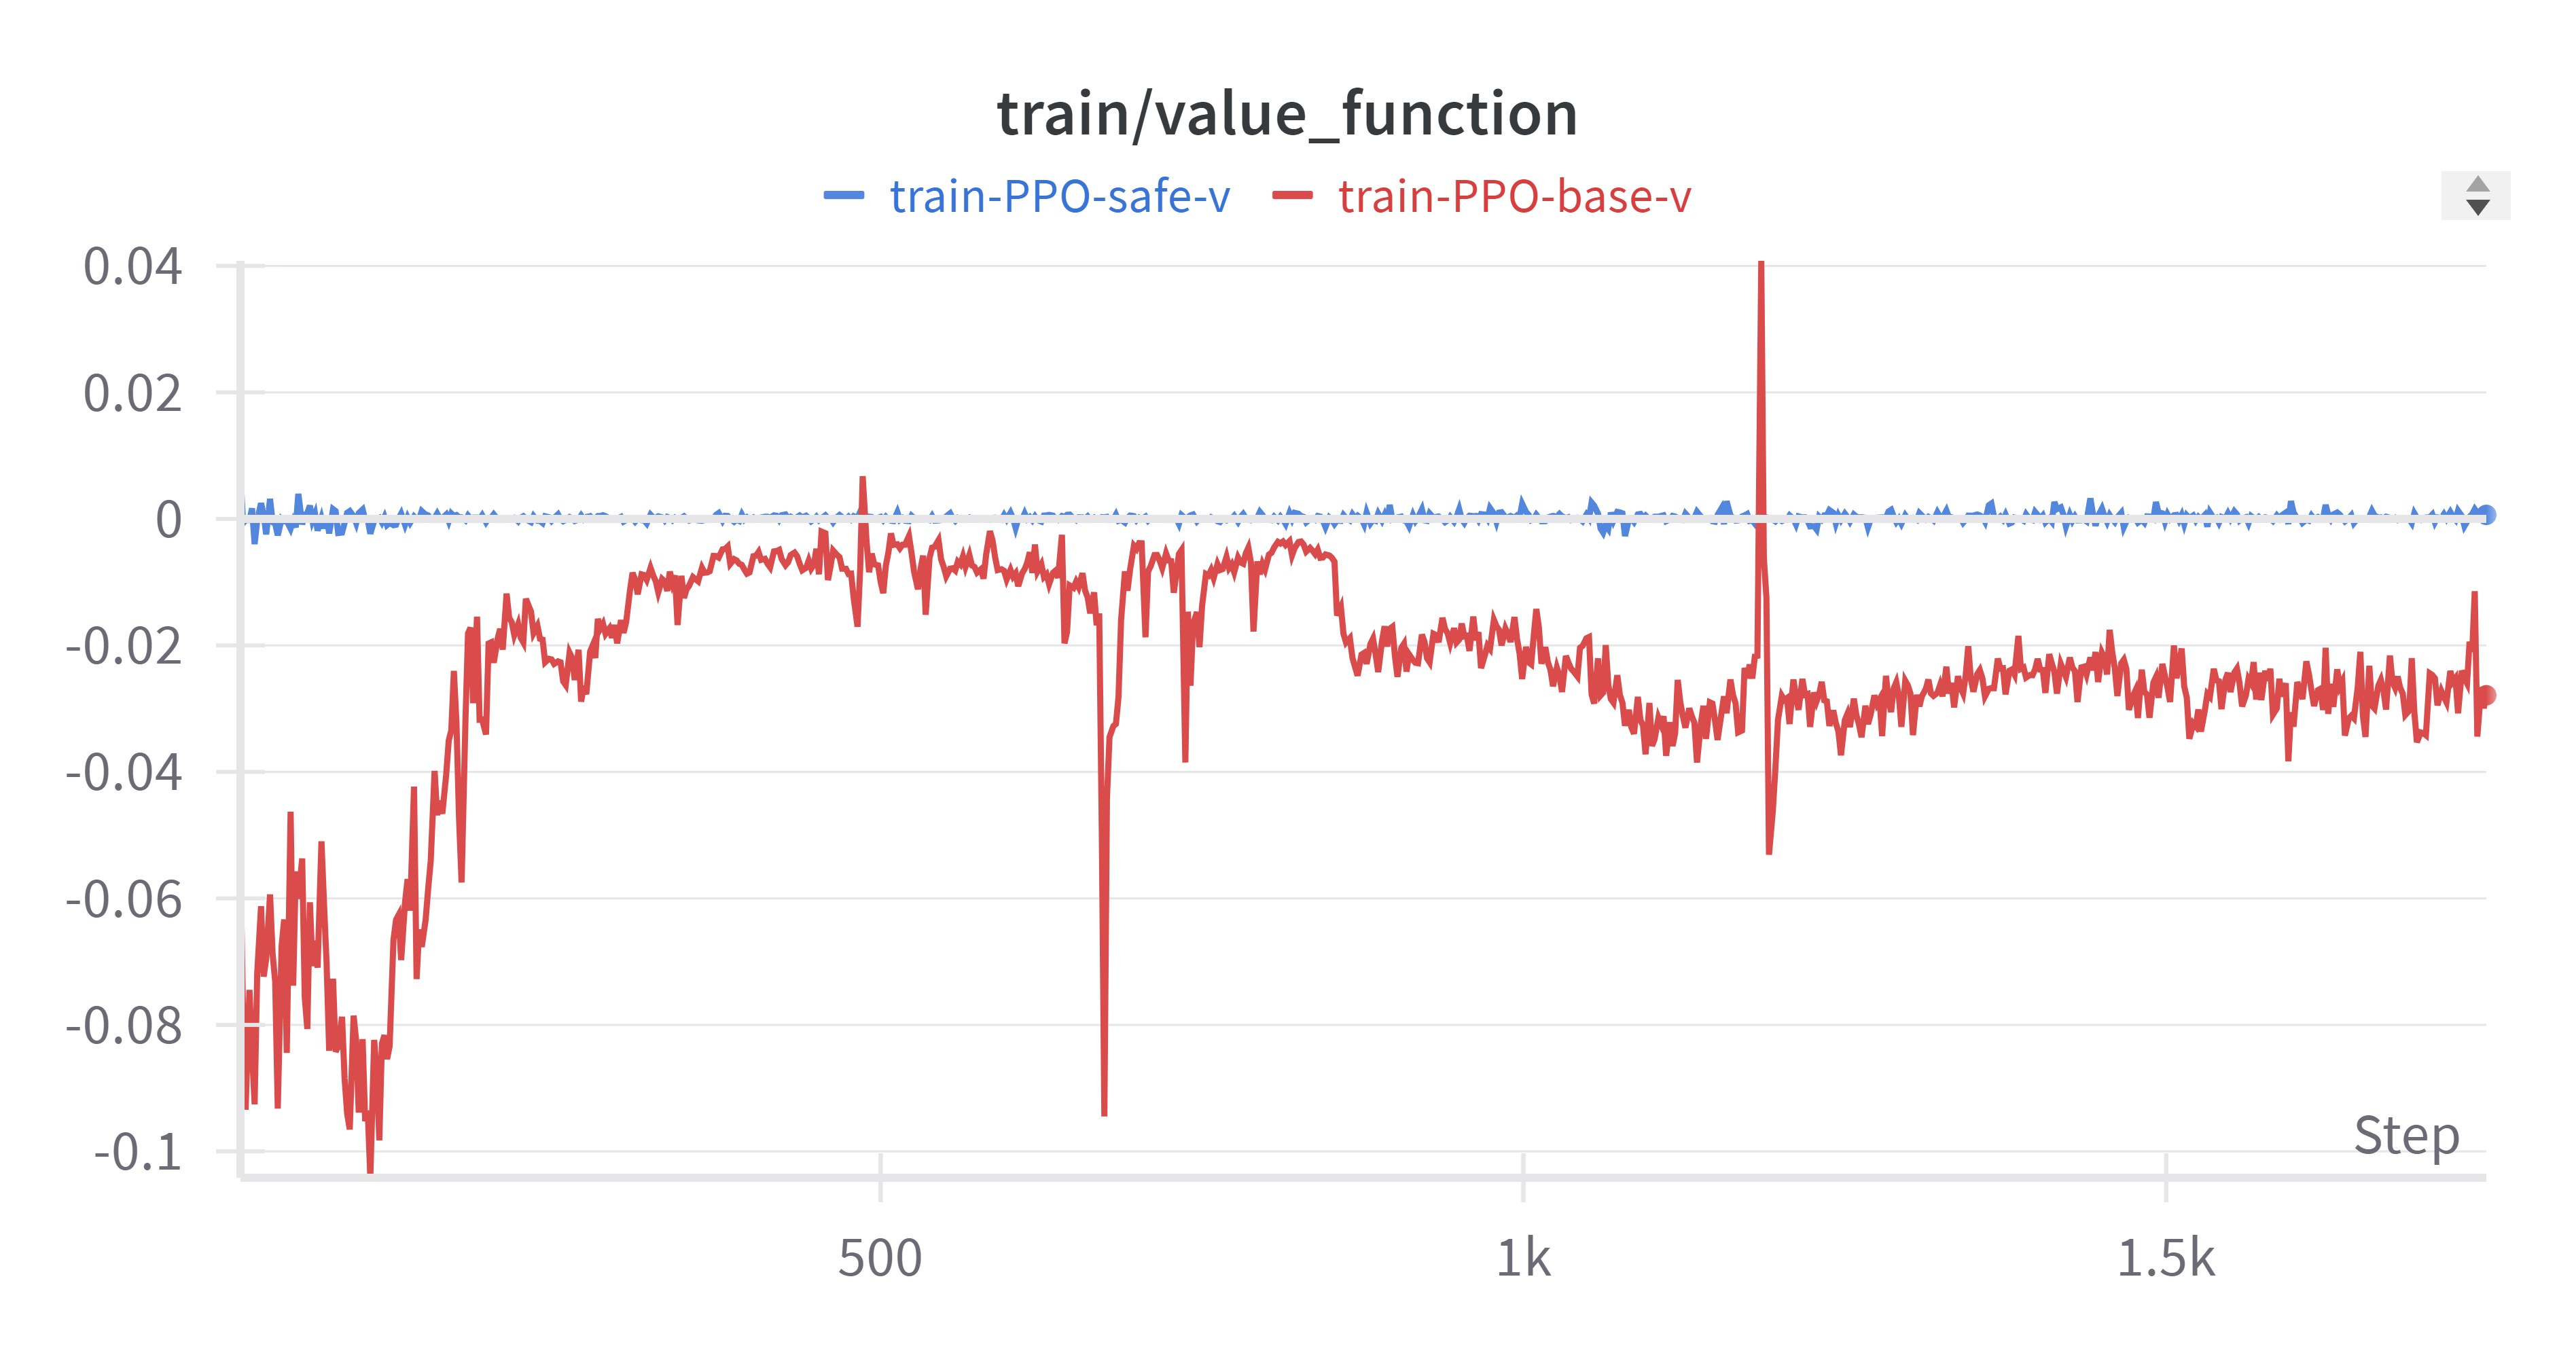 train/value_function
train-PPO-safe-v train-PPO-base-v
0.04
0.02
0
-0.02
-0.04
-0.06
-0.08
-0.1
Step
500 1k 1.5k